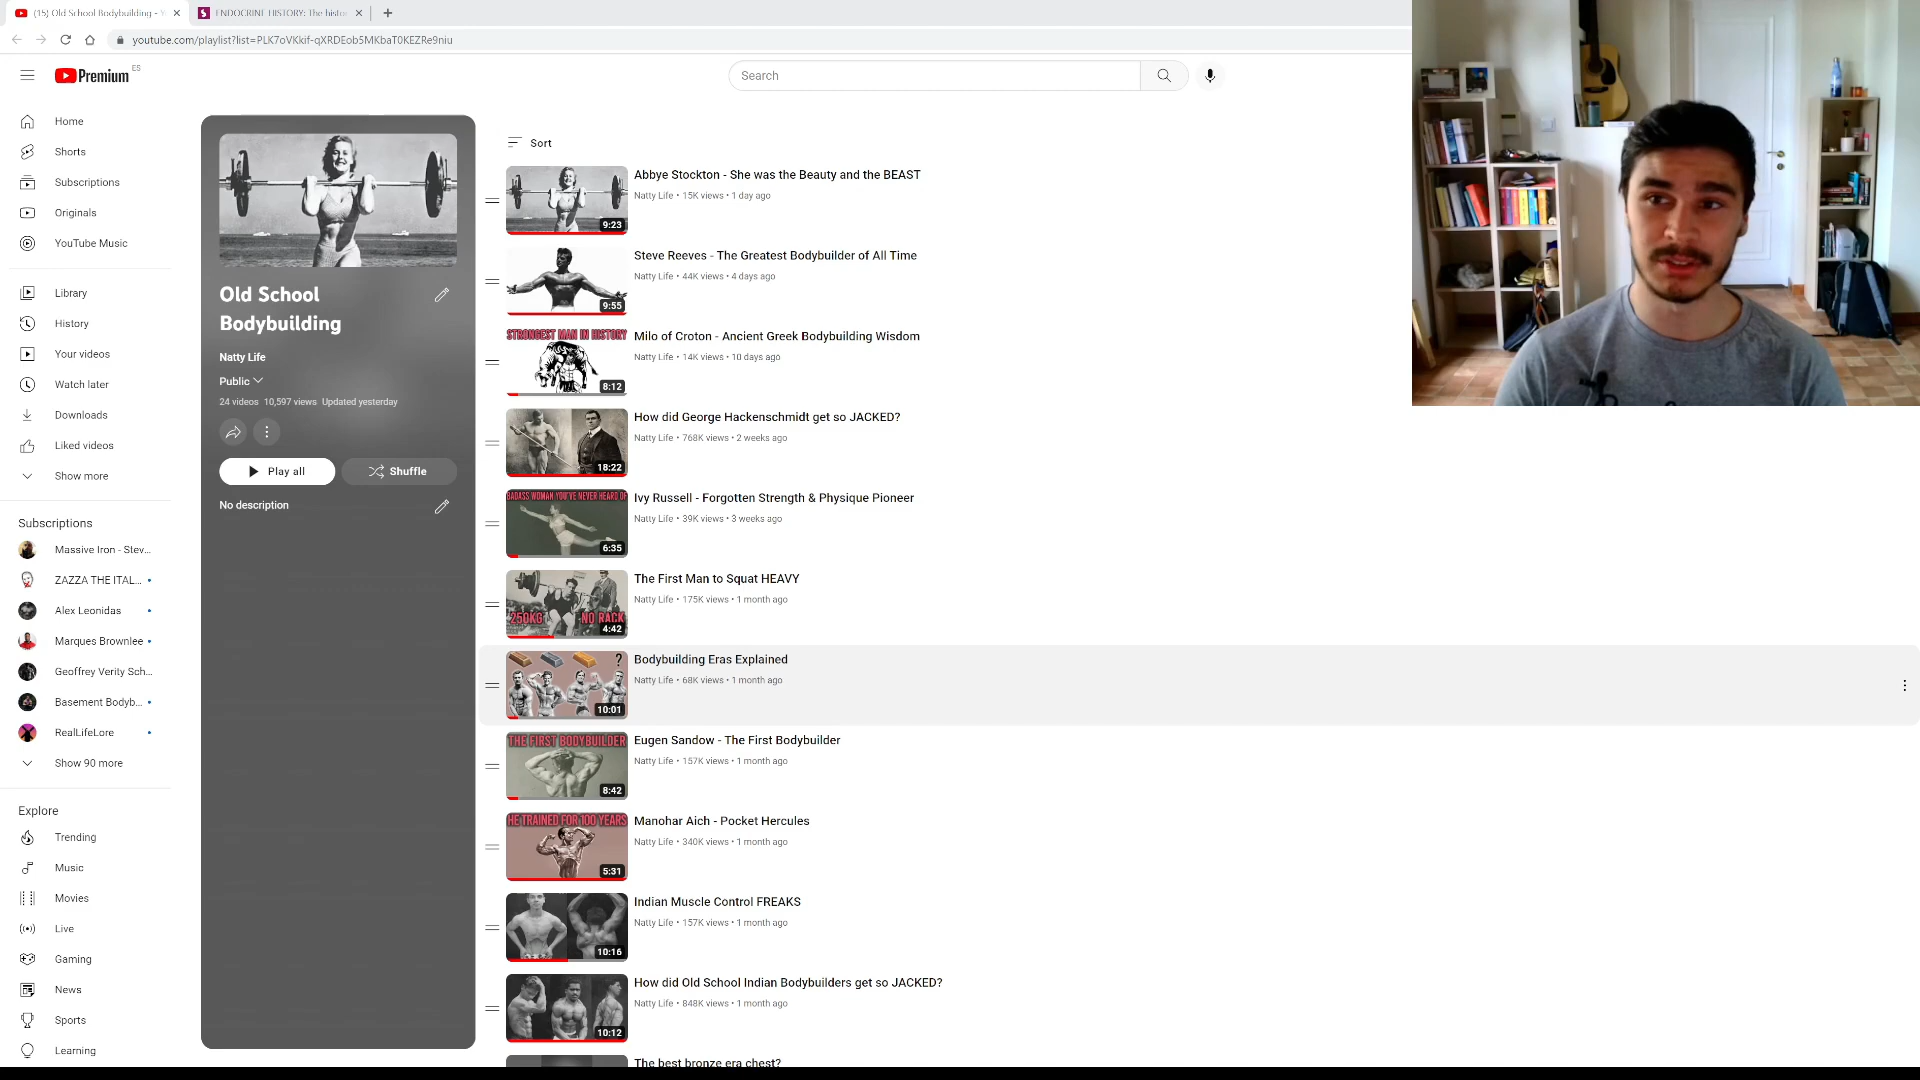 (15) Old School Bodybuilding - Y
ENDOCRINE HISTORY: The histo
youtube.com/playlist?list=PLK7oVKkif-qXRDEob5MKbaT0KEZRe9niu
Premium
ES
Search
Home
Shorts
Subscriptions
Originals
YouTube Music
Library
History
Your videos
Watch later
Downloads
Liked videos
Show more
Subscriptions
Massive Iron - Stev...
ZAZZA THE ITAL...
Alex Leonidas
Marques Brownlee
Geoffrey Verity Sch...
Basement Bodyb...
RealLifeLore
Show 90 more
Explore
Trending
Music
Movies
Live
Gaming
News
Sports
Learning
Old School
Bodybuilding
Natty Life
Public
24 videos 10,597 views Updated yesterday
Play all
Shuffle
No description
Sort
9:23
Abbye Stockton - She was the Beauty and the BEAST
Natty Life • 15K views • 1 day ago
9:55
Steve Reeves - The Greatest Bodybuilder of All Time
Natty Life • 44K views • 4 days ago
STRONGEST MAN IN HISTORY
8:12
Milo of Croton - Ancient Greek Bodybuilding Wisdom
Natty Life • 14K views • 10 days ago
18:22
How did George Hackenschmidt get so JACKED?
Natty Life • 768K views • 2 weeks ago
BADASS WOMAN YOU'VE NEVER HEARD OF
6:35
Ivy Russell - Forgotten Strength & Physique Pioneer
Natty Life • 39K views • 3 weeks ago
250KG NO RACK
4:42
The First Man to Squat HEAVY
Natty Life • 175K views • 1 month ago
?
10:01
Bodybuilding Eras Explained
Natty Life • 68K views • 1 month ago
THE FIRST BODYBUILDER
8:42
Eugen Sandow - The First Bodybuilder
Natty Life • 157K views • 1 month ago
HE TRAINED FOR 100 YEARS
5:31
Manohar Aich - Pocket Hercules
Natty Life • 340K views • 1 month ago
10:16
Indian Muscle Control FREAKS
Natty Life • 157K views • 1 month ago
10:12
How did Old School Indian Bodybuilders get so JACKED?
Natty Life • 848K views • 1 month ago
The best bronze era chest?